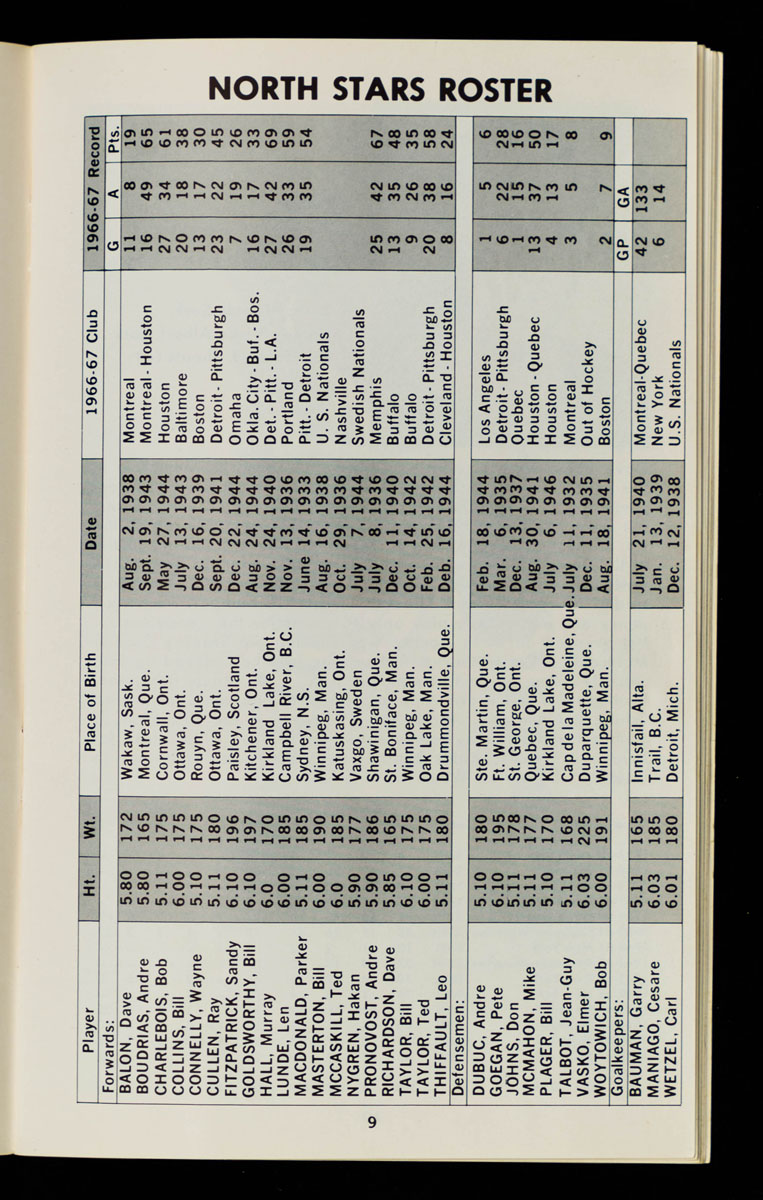 NORTH STARS ROSTER
Player Ht. Wt. Place of Birth Date 1966-67 Club 1966-67 Record
Forwards: G A Pts.
BALON, Dave 5.80 172 Wakaw, Sask. Aug. 2, 1938 Montreal 11 8 19
BOUDRIAS, Andre 5.80 165 Montreal, Que. Sept. 19, 1943 Montreal - Houston 16 49 65
CHARLEBOIS, Bob 5.11 175 Cornwall, Ont. May 27, 1944 Houston 27 34 61
COLLINS, Bill 6.00 175 Ottawa, Ont. July 13, 1943 Baltimore 20 18 38
CONNELLY, Wayne 5.10 175 Rouyn, Que. Dec. 16, 1939 Boston 13 17 30
CULLEN, Ray 5.11 180 Ottawa, Ont. Sept. 20, 1941 Detroit - Pittsburgh 23 22 45
FITZPATRICK, Sandy 6.10 196 Paisley, Scotland Dec. 22, 1944 Omaha 7 19 26
GOLDSWORTHY, Bill 6.10 197 Kitchener, Ont. Aug. 24, 1944 Okla. City - Buf. - Bos. 16 17 33
HALL, Murray 6.0 170 Kirkland Lake, Ont. Nov. 24, 1940 Det. - Pitt. - L.A. 27 42 69
LUNDE, Len 6.00 185 Campbell River, B.C. Nov. 13, 1936 Portland 26 33 59
MACDONALD, Parker 5.11 185 Sydney, N.S. June 14, 1933 Pitt. - Detroit 19 35 54
MASTERTON, Bill 6.00 190 Winnipeg, Man. Aug. 16, 1938 U. S. Nationals
MCCASKILL, Ted 6.0 185 Katuskasing, Ont. Oct. 29, 1936 Nashville
NYGREN, Hakan 5.90 177 Vaxgo, Sweden July 7, 1944 Swedish Nationals
PRONOVOST, Andre 5.90 186 Shawinigan, Que. July 8, 1936 Memphis 25 42 67
RICHARDSON, Dave 5.85 165 St. Boniface, Man. Dec. 11, 1940 Buffalo 13 35 48
TAYLOR, Bill 6.10 175 Winnipeg, Man. Oct. 14, 1942 Buffalo 9 26 35
TAYLOR, Ted 6.00 175 Oak Lake, Man. Feb. 25, 1942 Detroit - Pittsburgh 20 38 58
THIFFAULT, Leo 5.11 180 Drummondville, Que. Deb. 16, 1944 Cleveland - Houston 8 16 24
Defensemen:
DUBUC, Andre 5.10 180 Ste. Martin, Que. Feb. 18, 1944 Los Angeles 1 5 6
GOEGAN, Pete 6.10 195 Ft. William, Ont. Mar. 6, 1935 Detroit - Pittsburgh 6 22 28
JOHNS, Don 5.11 178 St. George, Ont. Dec. 13, 1937 Quebec 1 15 16
MCMAHON, Mike 5.11 177 Quebec, Que. Aug. 30, 1941 Houston - Quebec 13 37 50
PLAGER, Bill 5.10 170 Kirkland Lake, Ont. July 6, 1946 Houston 4 13 17
TALBOT, Jean-Guy 5.11 168 Cap de la Madeleine, Que. July 11, 1932 Montreal 3 5 8
VASKO, Elmer 6.03 225 Duparquette, Que. Dec. 11, 1935 Out of Hockey
WOYTOWICH, Bob 6.00 191 Winnipeg, Man. Aug. 18, 1941 Boston 2 7 9
Goalkeepers: GP GA
BAUMAN, Garry 5.11 165 Innisfail, Alta. July 21, 1940 Montreal-Quebec 42 133
MANIAGO, Cesare 6.03 185 Trail, B.C. Jan. 13, 1939 New York 6 14
WETZEL, Carl 6.01 180 Detroit, Mich. Dec. 12, 1938 U.S. Nationals
9